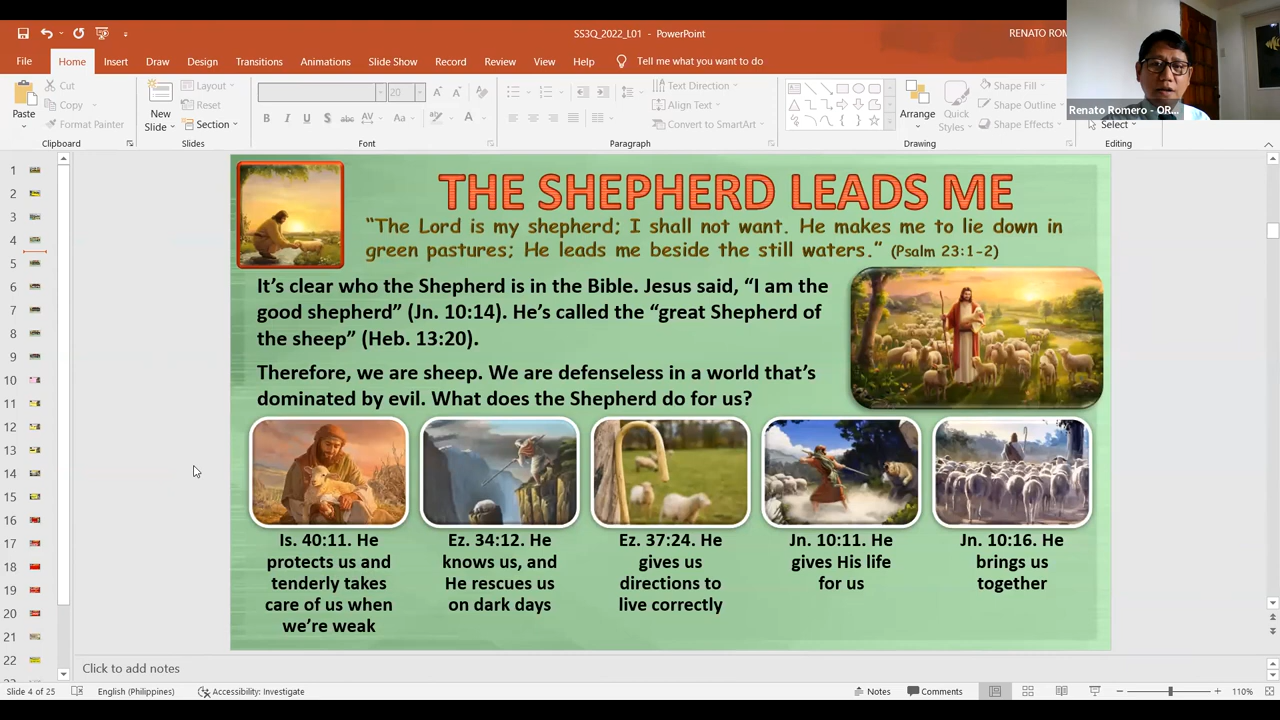 SS3Q_2022_L01 - PowerPoint
RENATO ROM
File Home Insert Draw Design Transitions Animations Slide Show Record Review View Help Tell me what you want to do
Renato Romero - OR...
Paste
Cut
Copy
Format Painter
Clipboard
New Slide
Layout
Reset
Section
Slides
20
B I U S abc AV Aa A
Font
Text Direction
Align Text
Convert to SmartArt
Paragraph
Arrange
Quick Styles
Shape Fill
Shape Outline
Shape Effects
Drawing
Select
Editing
1
2
3
4
5
6
7
8
9
10
11
12
13
14
15
16
17
18
19
20
21
22
THE SHEPHERD LEADS ME
“The Lord is my shepherd; I shall not want. He makes me to lie down in
green pastures; He leads me beside the still waters.” (Psalm 23:1-2)
It’s clear who the Shepherd is in the Bible. Jesus said, “I am the
good shepherd” (Jn. 10:14). He’s called the “great Shepherd of
the sheep” (Heb. 13:20).
Therefore, we are sheep. We are defenseless in a world that’s
dominated by evil. What does the Shepherd do for us?
Is. 40:11. He
protects us and
tenderly takes
care of us when
we’re weak
Ez. 34:12. He
knows us, and
He rescues us
on dark days
Ez. 37:24. He
gives us
directions to
live correctly
Jn. 10:11. He
gives His life
for us
Jn. 10:16. He
brings us
together
Click to add notes
Slide 4 of 25 English (Philippines) Accessibility: Investigate Notes Comments 110%